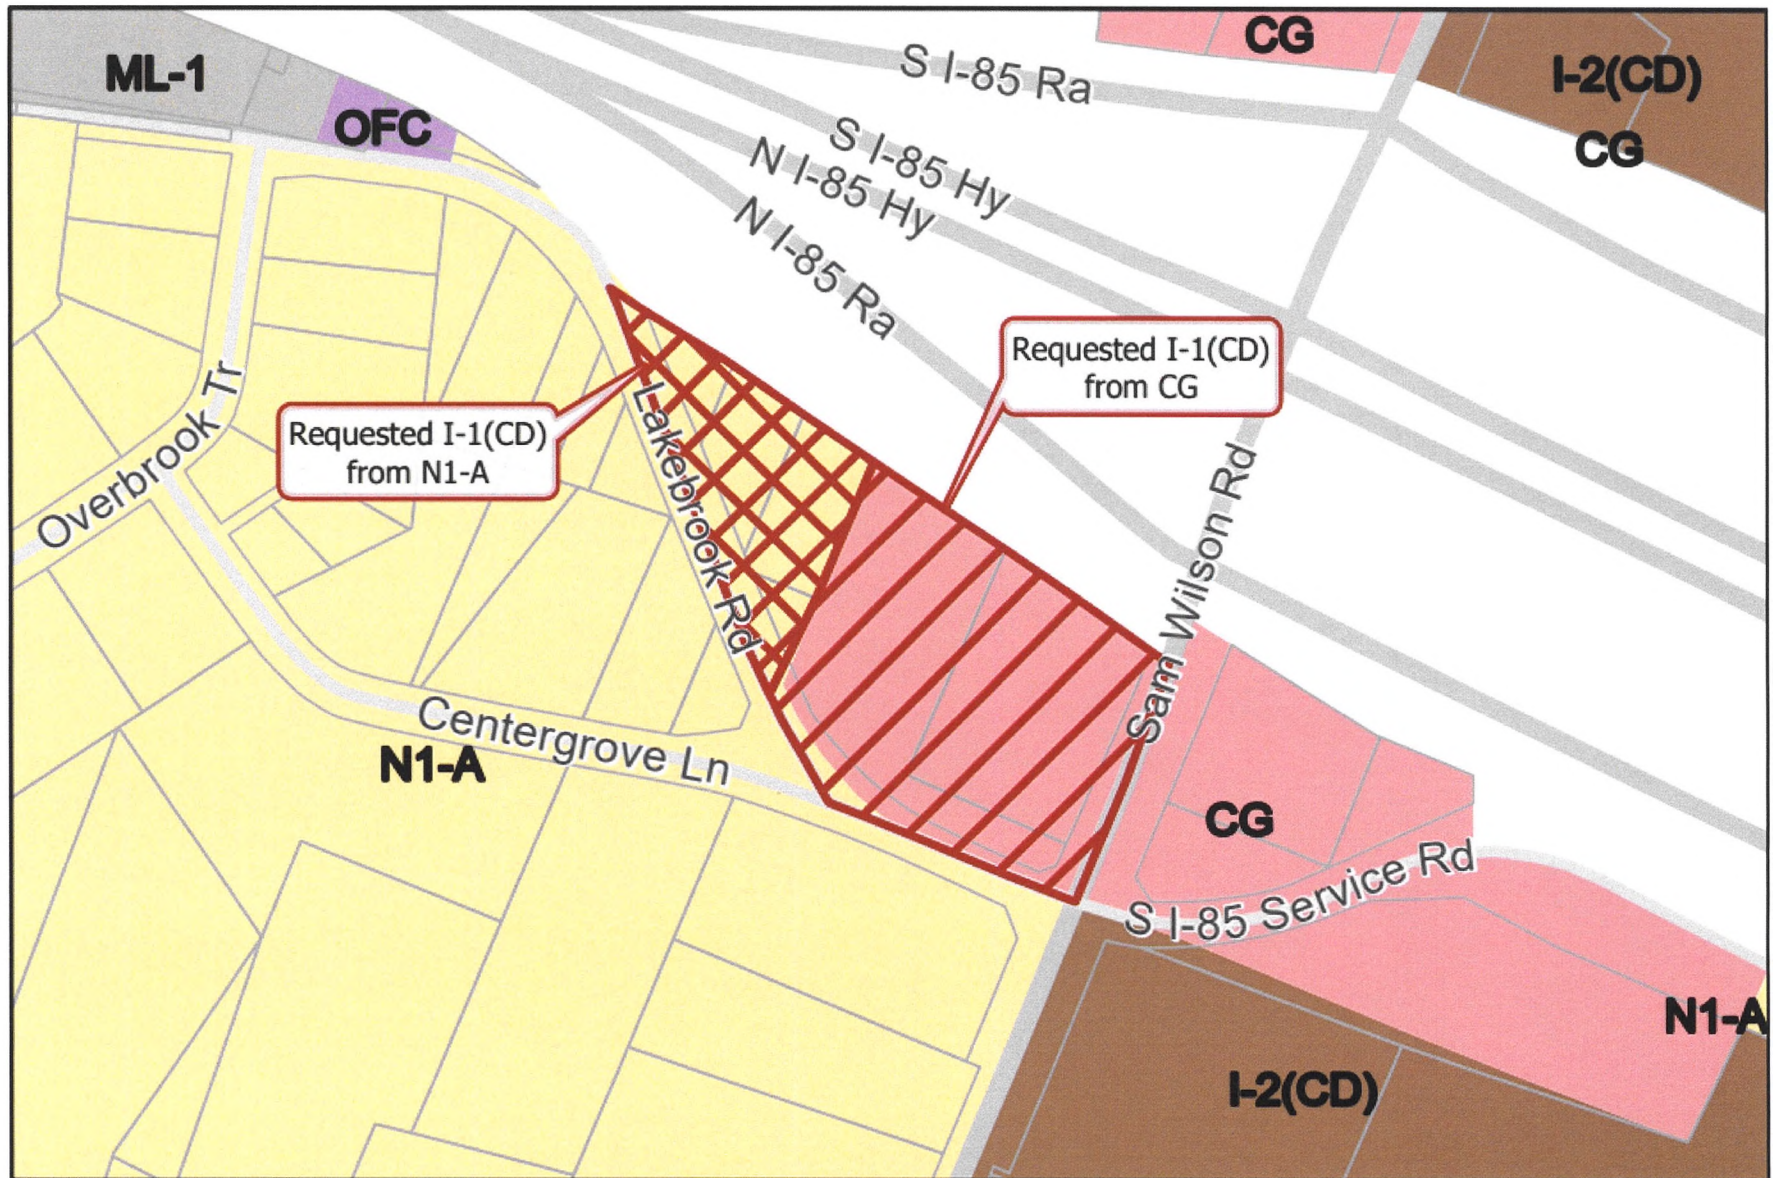 CG
S I-85 Ra
ML-1
I-2(CD)
OFC
CG
S I-85 Hy
N I-85 Hy
N I-85 Ra
Requested I-1(CD)
from CG
Overbrook Tr
Requested I-1(CD)
from N1-A
Lakebrook Rd
Sam Wilson Rd
Centergrove Ln
N1-A
CG
S I-85 Service Rd
N1-A
I-2(CD)